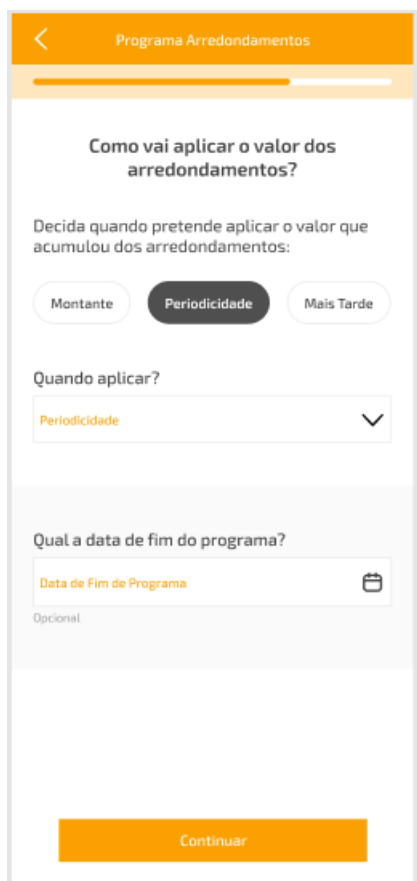 Programa Arredondamentos
Como vai aplicar o valor dos
arredondamentos?
Decida quando pretende aplicar o valor que
acumulou dos arredondamentos:
Montante Periodicidade Mais Tarde
Quando aplicar?
Periodicidade
Qual a data de fim do programa?
Data de Fim de Programa
Opcional
Continuar